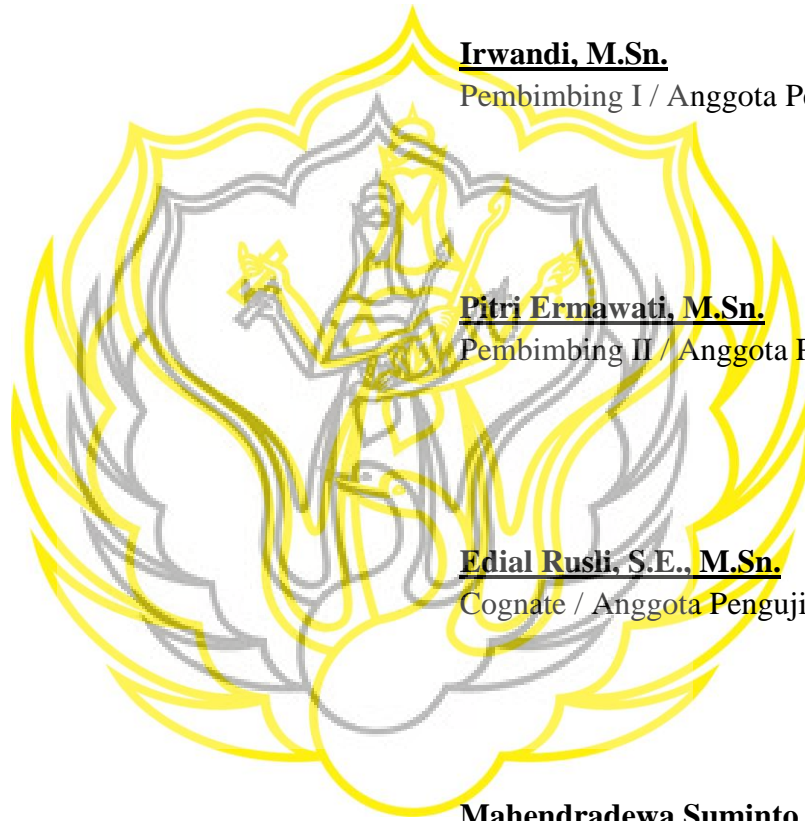 Irwandi, M.Sn.
Pembimbing I / Anggota
Pitri Ermawati, M.Sn.
Pembimbing II / Anggota
Edial Rusli, S.E., M.Sn.
Cognate / Anggota Penguji
Mahendradewa Suminto